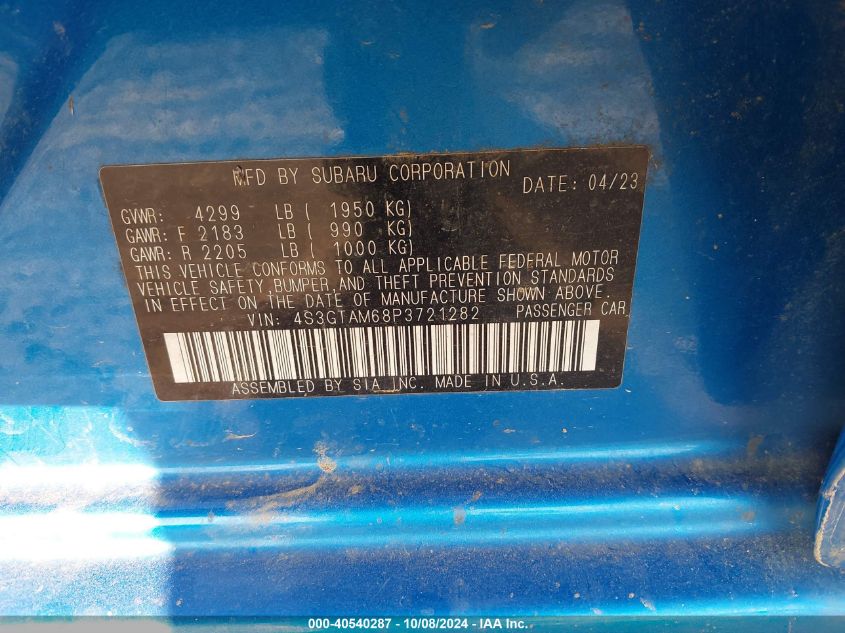 MFD BY SUBARU CORPORATION
DATE: 04/23
GVWR: 4299 LB ( 1950 KG)
GAWR: F 2183 LB ( 990 KG)
GAWR: R 2205 LB ( 1000 KG)
THIS VEHICLE CONFORMS TO ALL APPLICABLE FEDERAL MOTOR
VEHICLE SAFETY, BUMPER, AND THEFT PREVENTION STANDARDS
IN EFFECT ON THE DATE OF MANUFACTURE SHOWN ABOVE.
VIN: 4S3GTAM68P3721282 PASSENGER CAR
ASSEMBLED BY SIA INC. MADE IN U.S.A.
000-40540287 - 10/08/2024 - IAA Inc.